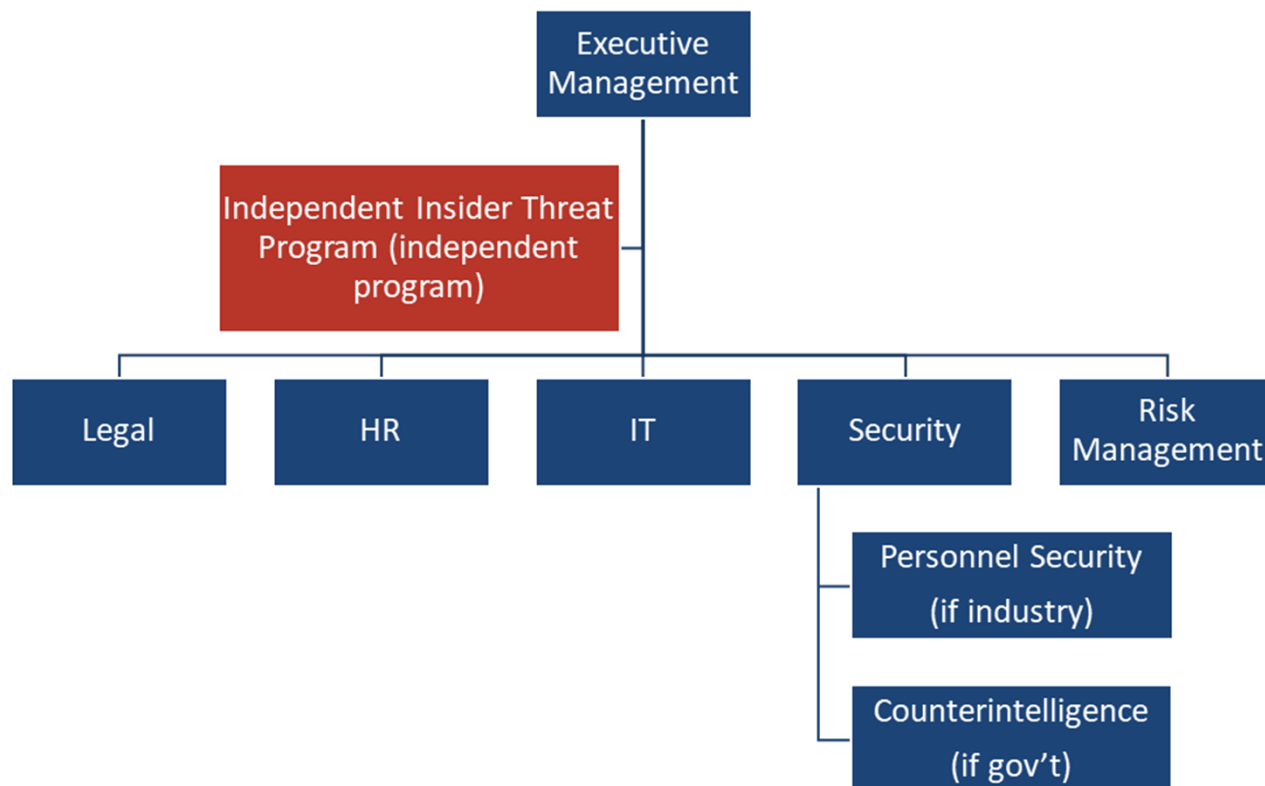 Executive
Management
Independent Insider Threat
Program (independent
program)
Legal
HR
IT
Security
Risk
Management
Personnel Security
(if industry)
Counterintelligence
(if gov’t)